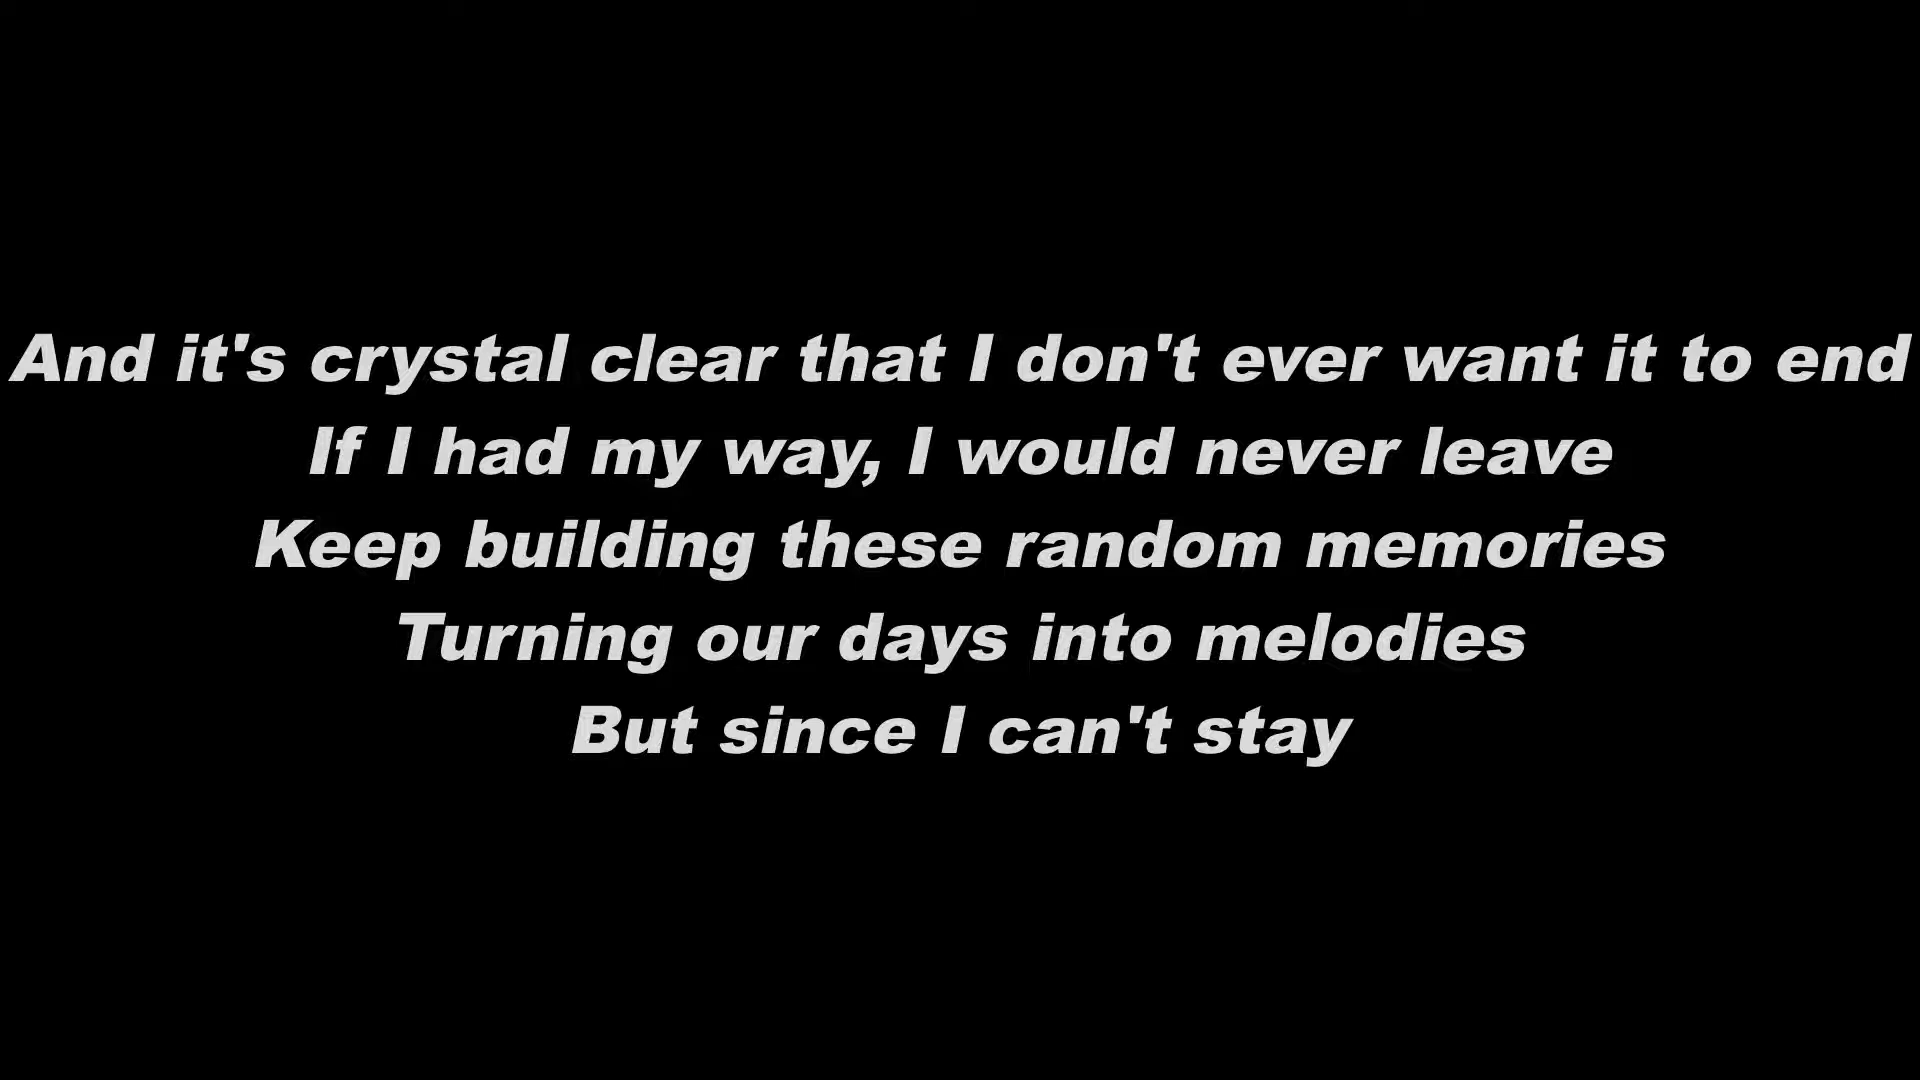 And it's crystal clear that I don't ever want it to end
If I had my way, I would never leave
Keep building these random memories
Turning our days into melodies
But since I can't stay